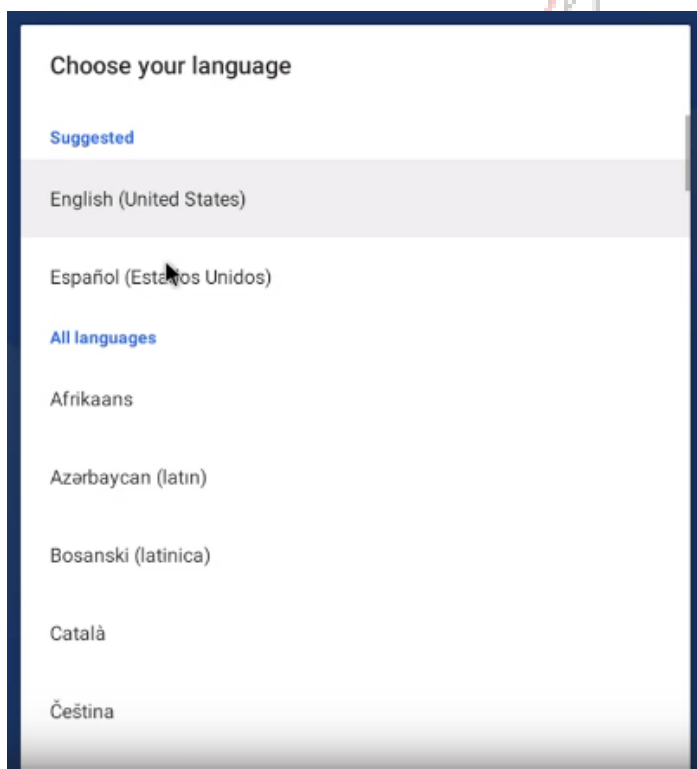 Choose your language
Suggested
English (United States)
Español (Estados Unidos)
All languages
Afrikaans
Azərbaycan (latın)
Bosanski (latinica)
Català
Čeština